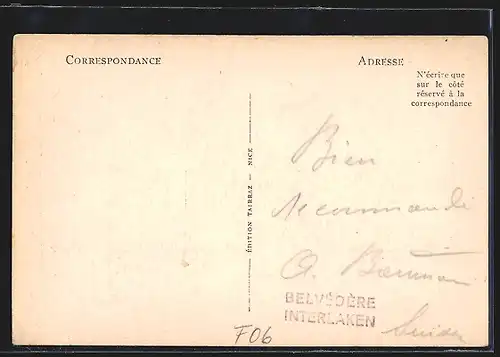 CORRESPONDANCE
ADRESSE
N'écrire que
sur le côté
réservé à la
correspondance
ÉDITION TAIRRAZ — NICE
Bien
Recommandé
A.
BELVÉDÈRE
INTERLAKEN
F06